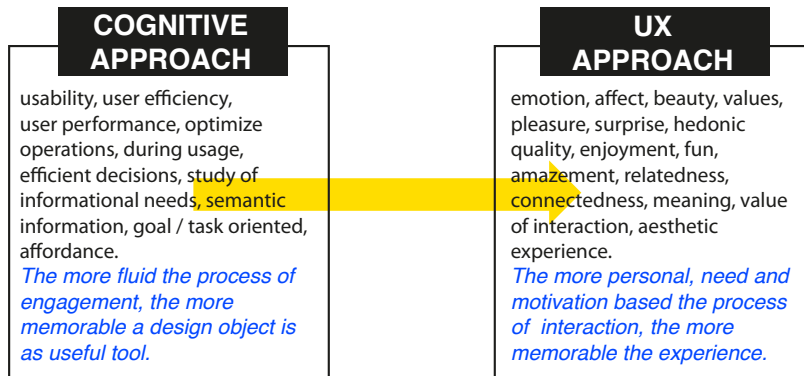 COGNITIVE
APPROACH
usability, user efficiency,
user performance, optimize
operations, during usage,
efficient decisions, study of
informational needs, semantic
information, goal / task oriented,
affordance.
The more fluid the process of
engagement, the more
memorable a design object is
as useful tool.
UX
APPROACH
emotion, affect, beauty, values,
pleasure, surprise, hedonic
quality, enjoyment, fun,
amazement, relatedness,
connectedness, meaning, value
of interaction, aesthetic
experience.
The more personal, need and
motivation based the process
of interaction, the more
memorable the experience.